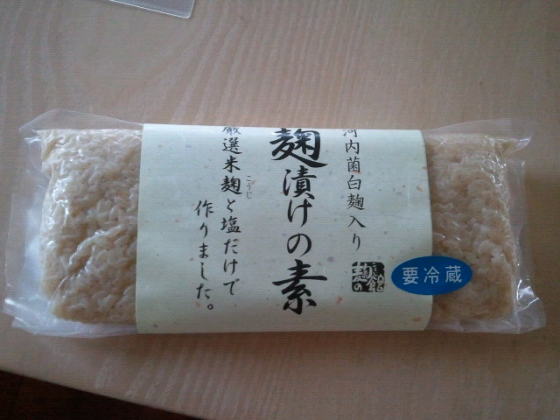 河内菌白麹入り
麹漬けの素
こうじ
厳選米麹と塩だけで
作りました。
要冷蔵